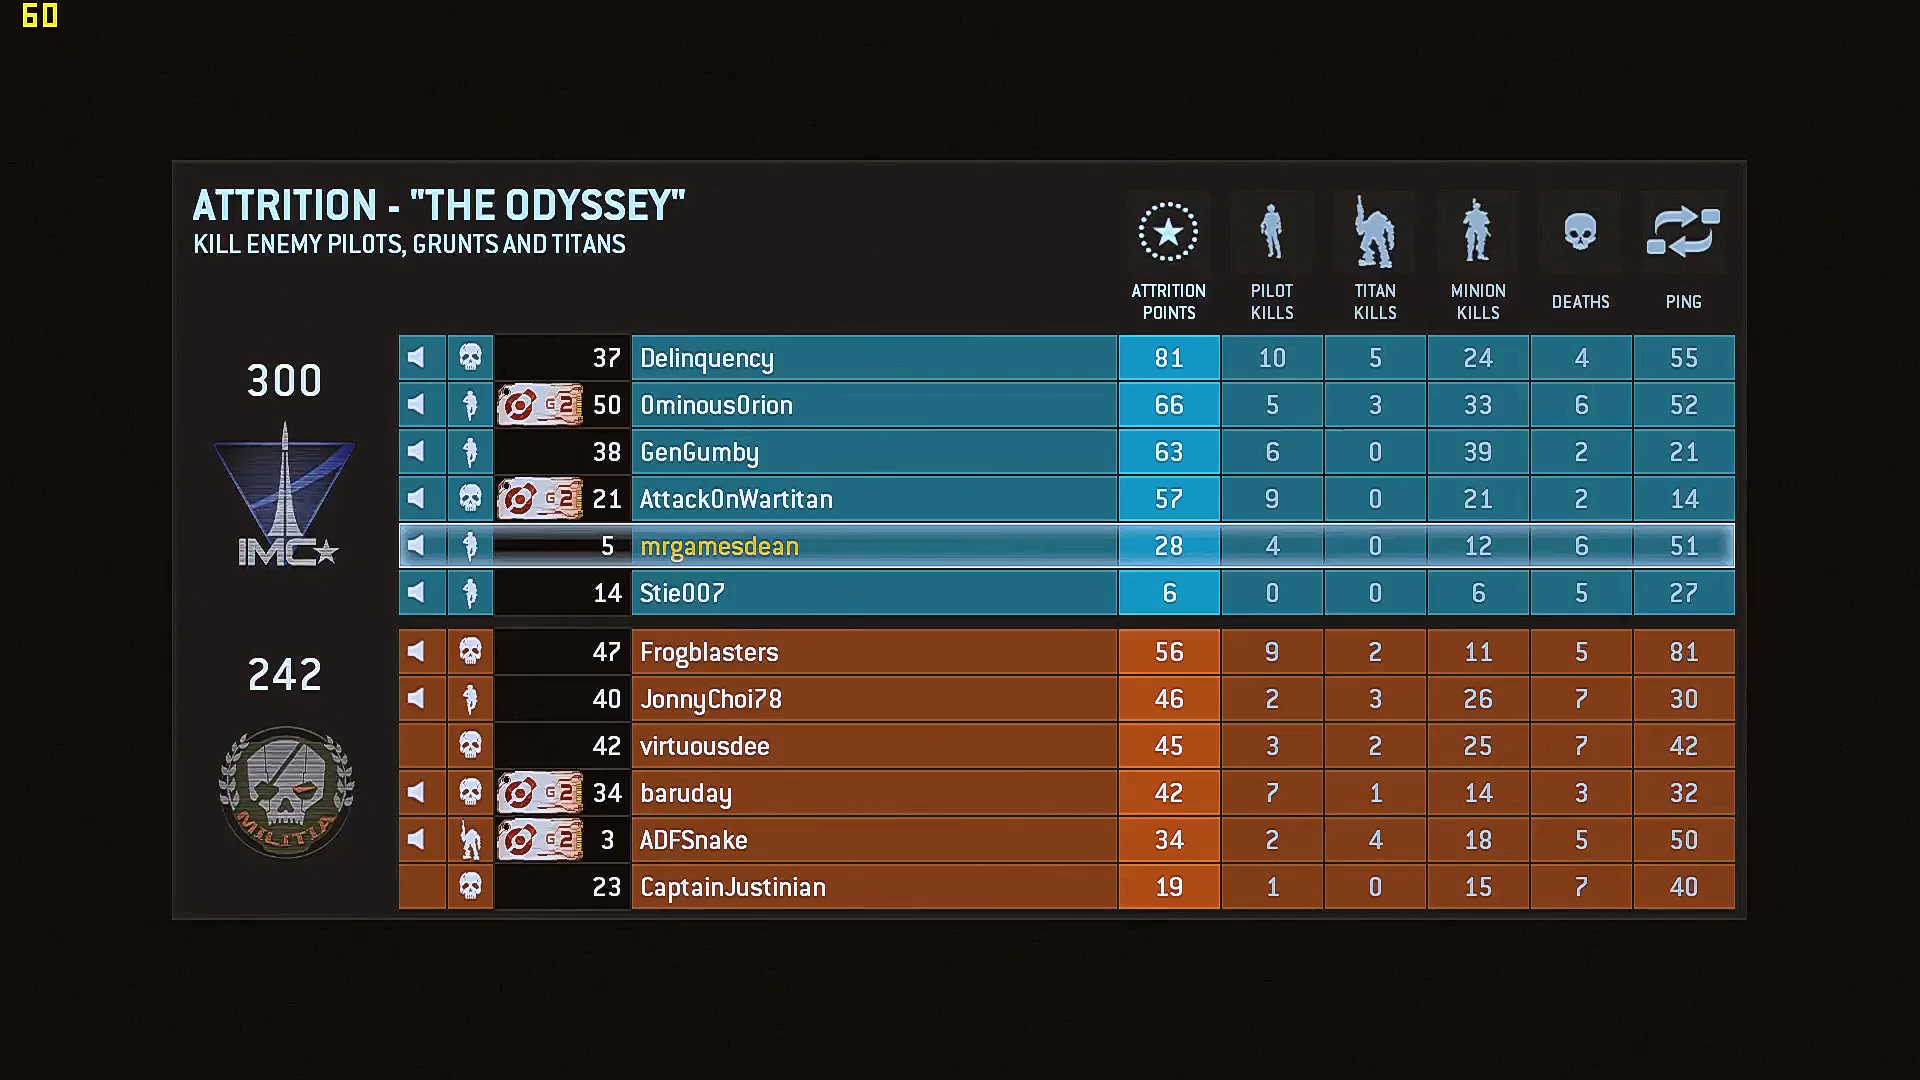 60
ATTRITION - "THE ODYSSEY"
KILL ENEMY PILOTS, GRUNTS AND TITANS
ATTRITION POINTS PILOT KILLS TITAN KILLS MINION KILLS DEATHS PING
300
IMC
37 Delinquency 81 10 5 24 4 55
G2 50 OminousOrion 66 5 3 33 6 52
38 GenGumby 63 6 0 39 2 21
G2 21 AttackOnWartitan 57 9 0 21 2 14
5 mrgamesdean 28 4 0 12 6 51
14 Stie007 6 0 0 6 5 27
242
MILITIA
47 Frogblasters 56 9 2 11 5 81
40 JonnyChoi78 46 2 3 26 7 30
42 virtuousdee 45 3 2 25 7 42
G2 34 baruday 42 7 1 14 3 32
G2 3 ADFSnake 34 2 4 18 5 50
23 CaptainJustinian 19 1 0 15 7 40